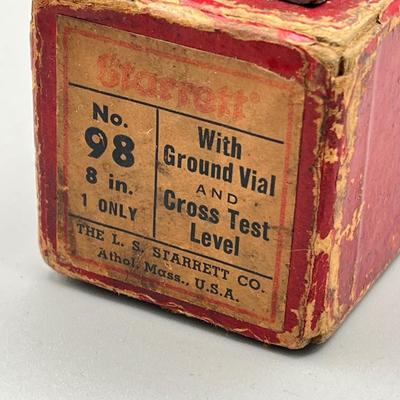 Starrett
No.
98
8 in.
1 ONLY
With
Ground Vial
AND
Cross Test
Level
THE L. S. STARRETT CO.
Athol, Mass., U.S.A.